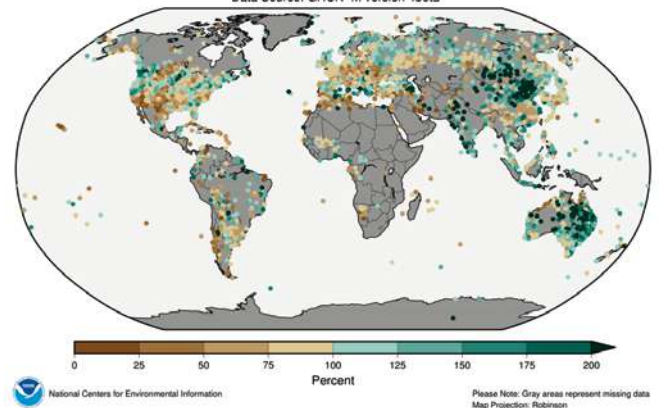 0
25
50
75
100
125
150
175
200
Percent
National Centers for Environmental Information
Please Note: Gray areas represent missing data
Map Projection: Robinson